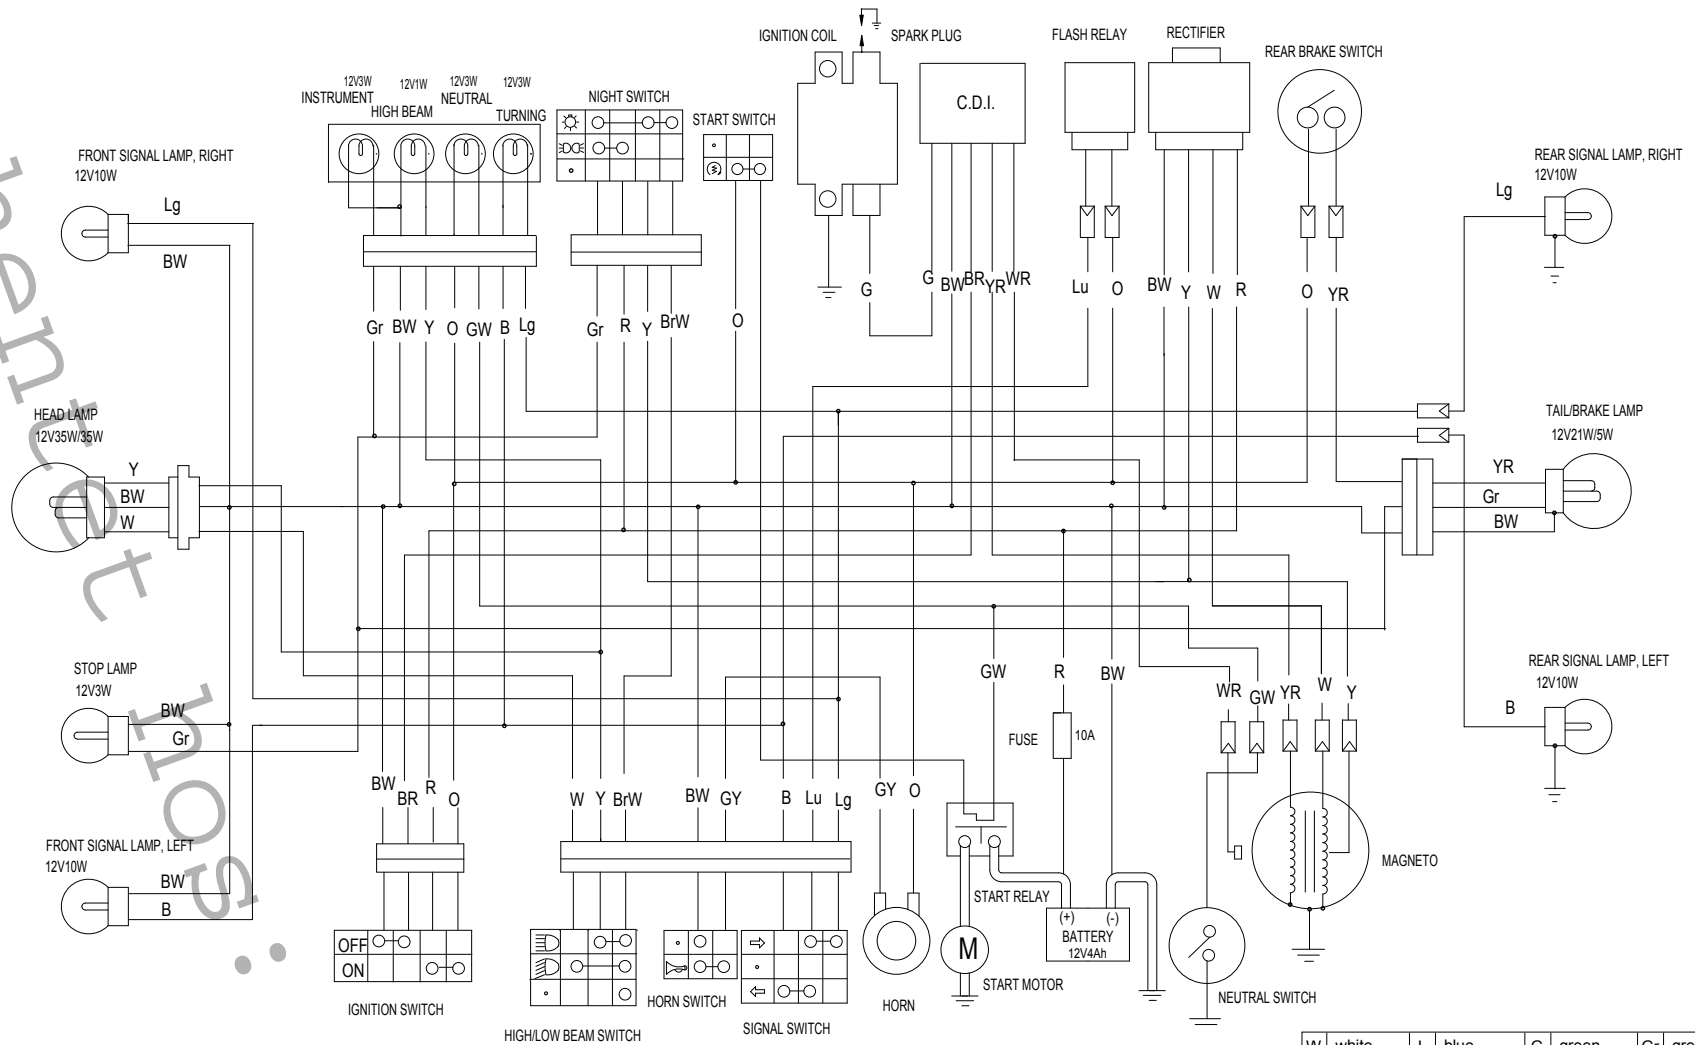 IGNITION COIL
SPARK PLUG
FLASH RELAY
RECTIFIER
REAR BRAKE SWITCH
12V3W
12V1W
12V3W
12V3W
INSTRUMENT
HIGH BEAM
NEUTRAL
TURNING
NIGHT SWITCH
START SWITCH
C.D.I.
FRONT SIGNAL LAMP, RIGHT
12V10W
Lg
BW
REAR SIGNAL LAMP, RIGHT
12V10W
Lg
G
G
BW
BR
YR
WR
Lu
O
BW
Y
W
R
O
YR
Gr
BW
Y
O
GW
B
Lg
Gr
R
Y
BrW
O
HEAD LAMP
12V35W/35W
Y
BW
W
TAIL/BRAKE LAMP
12V21W/5W
YR
Gr
BW
STOP LAMP
12V3W
BW
Gr
GW
R
BW
WR
GW
YR
W
Y
FUSE
10A
REAR SIGNAL LAMP, LEFT
12V10W
B
BW
BR
R
O
W
Y
BrW
BW
GY
B
Lu
Lg
GY
O
FRONT SIGNAL LAMP, LEFT
12V10W
BW
B
MAGNETO
START RELAY
(+)
(-)
BATTERY
12V4Ah
OFF
ON
M
IGNITION SWITCH
HIGH/LOW BEAM SWITCH
HORN SWITCH
SIGNAL SWITCH
HORN
START MOTOR
NEUTRAL SWITCH
hentet hos:
W white L blue G green Gr